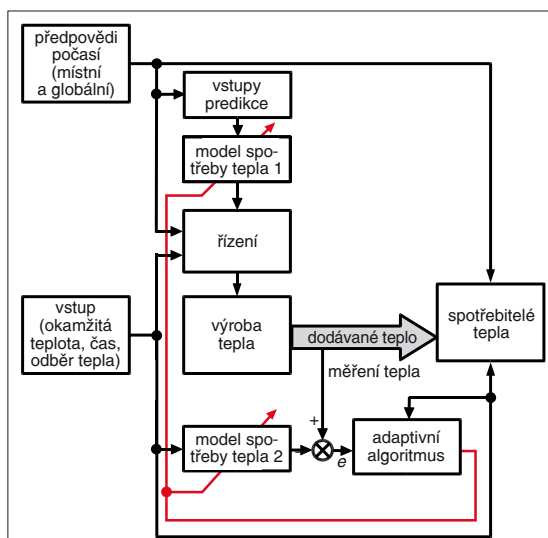 předpovědi
počasí
(místní
a globální)
vstupy
predikce
model spo-
třeby tepla 1
řízení
vstup
(okamžitá
teplota, čas,
odběr tepla)
výroba
tepla
dodávané teplo
spotřebitelé
tepla
měření tepla
+
model spo-
třeby tepla 2
-
e
adaptivní
algoritmus